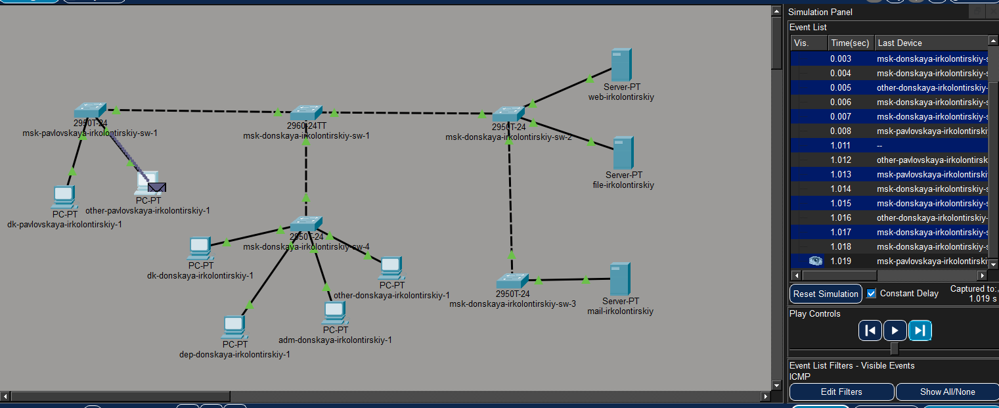 Simulation Panel
Event List
Vis. Time(sec) Last Device
0.003 msk-donskaya-irkolontirskiy-s
0.004 msk-donskaya-irkolontirskiy-s
0.005 other-donskaya-irkolontirskiy-
0.006 msk-donskaya-irkolontirskiy-s
0.007 msk-donskaya-irkolontirskiy-s
0.008 msk-pavlovskaya-irkolontirski
1.011 --
1.012 other-pavlovskaya-irkolontirsk
1.013 msk-pavlovskaya-irkolontirski
1.014 msk-donskaya-irkolontirskiy-s
1.015 msk-donskaya-irkolontirskiy-s
1.016 other-donskaya-irkolontirskiy-
1.017 msk-donskaya-irkolontirskiy-s
1.018 msk-donskaya-irkolontirskiy-s
1.019 msk-pavlovskaya-irkolontirski
Reset Simulation
Constant Delay
Captured to:
1.019 s
Play Controls
Event List Filters - Visible Events
ICMP
Edit Filters
Show All/None
Server-PT
web-irkolontirskiy
2950T-24
msk-pavlovskaya-irkolontirskiy-sw-1
2960-24TT
msk-donskaya-irkolontirskiy-sw-1
2950T-24
msk-donskaya-irkolontirskiy-sw-2
Server-PT
file-irkolontirskiy
PC-PT
other-pavlovskaya-irkolontirskiy-1
PC-PT
dk-pavlovskaya-irkolontirskiy-1
2950T-24
msk-donskaya-irkolontirskiy-sw-4
PC-PT
dk-donskaya-irkolontirskiy-1
PC-PT
other-donskaya-irkolontirskiy-1
2950T-24
msk-donskaya-irkolontirskiy-sw-3
Server-PT
mail-irkolontirskiy
PC-PT
adm-donskaya-irkolontirskiy-1
PC-PT
dep-donskaya-irkolontirskiy-1